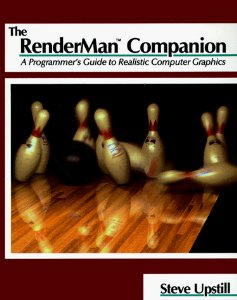 The
RenderMan™ Companion
A Programmer's Guide to Realistic Computer Graphics
Steve Upstill